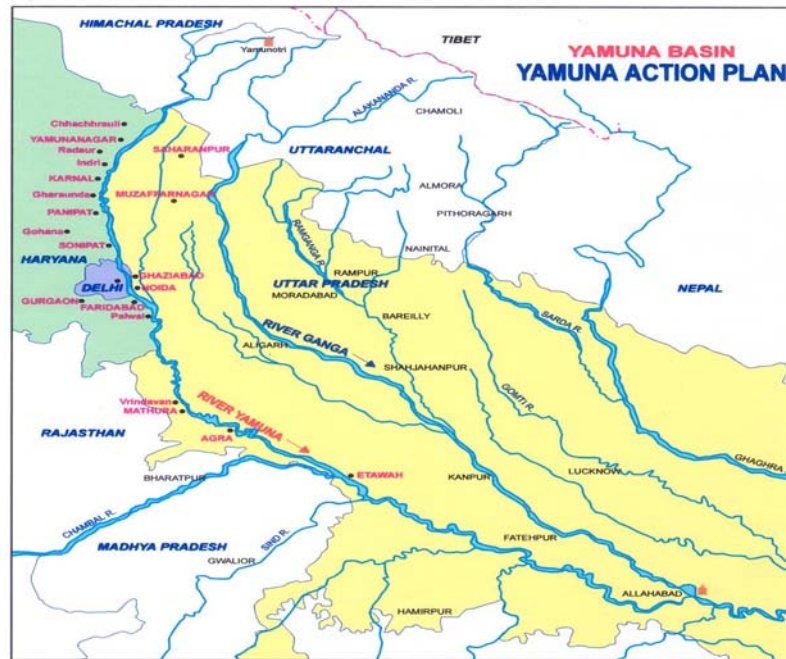 HIMACHAL PRADESH
Yamunotri
TIBET
YAMUNA BASIN
YAMUNA ACTION PLAN
ALAKANANDA R.
CHAMOLI
Chhachhrauli
YAMUNANAGAR
Radaur
Indri
KARNAL
Gharaunda
PANIPAT
Gohana
SONIPAT
HARYANA
DELHI
GURGAON
SAHARANPUR
MUZAFFARNAGAR
GHAZIABAD
NOIDA
FARIDABAD
Palwal
UTTARANCHAL
ALMORA
PITHORAGARH
NAINITAL
RAMGANGA R.
RAMPUR
UTTAR PRADESH
MORADABAD
BAREILLY
NEPAL
SARDA R.
RIVER GANGA
ALIGARH
SHAHJAHANPUR
GOMTI R.
GHAGHRA
Vrindavan
MATHURA
RIVER YAMUNA
AGRA
RAJASTHAN
BHARATPUR
ETAWAH
KANPUR
LUCKNOW
CHAMBAL R.
MADHYA PRADESH
SIND R.
GWALIOR
FATEHPUR
ALLAHABAD
HAMIRPUR